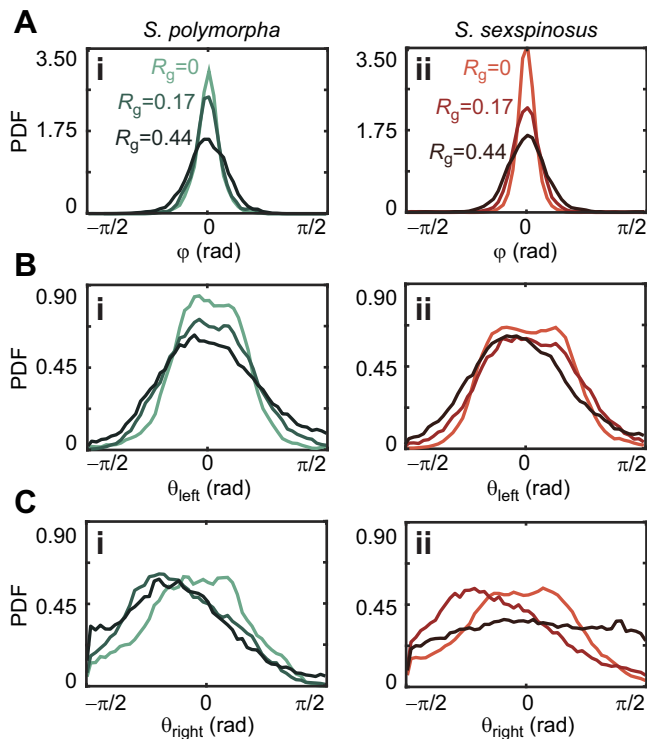 A
S. polymorpha
S. sexspinosus
i
ii
3.50
1.75
0
PDF
R_g=0
R_g=0.17
R_g=0.44
−π/2 0 π/2
φ (rad)
3.50
1.75
0
R_g=0
R_g=0.17
R_g=0.44
−π/2 0 π/2
φ (rad)
B
i
ii
0.90
0.45
0
PDF
−π/2 0 π/2
θ_left (rad)
0.90
0.45
0
−π/2 0 π/2
θ_left (rad)
C
i
ii
0.90
0.45
0
PDF
−π/2 0 π/2
θ_right (rad)
0.90
0.45
0
−π/2 0 π/2
θ_right (rad)